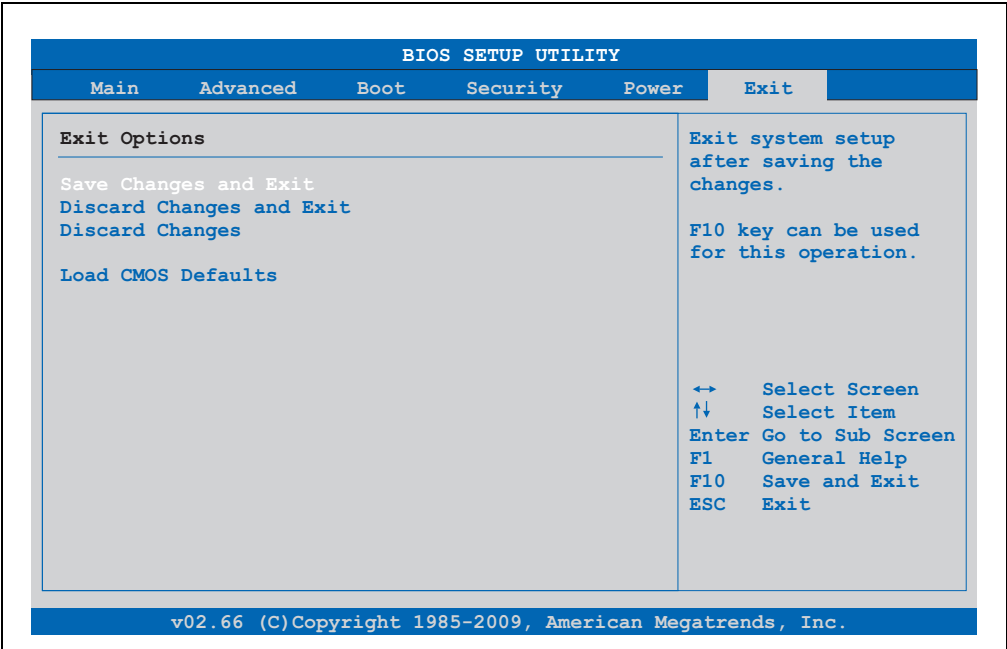 BIOS SETUP UTILITY
Main Advanced Boot Security Power Exit
Exit Options
Save Changes and Exit
Discard Changes and Exit
Discard Changes
Load CMOS Defaults
Exit system setup
after saving the
changes.
F10 key can be used
for this operation.
↔ Select Screen
↑↓ Select Item
Enter Go to Sub Screen
F1 General Help
F10 Save and Exit
ESC Exit
v02.66 (C)Copyright 1985-2009, American Megatrends, Inc.